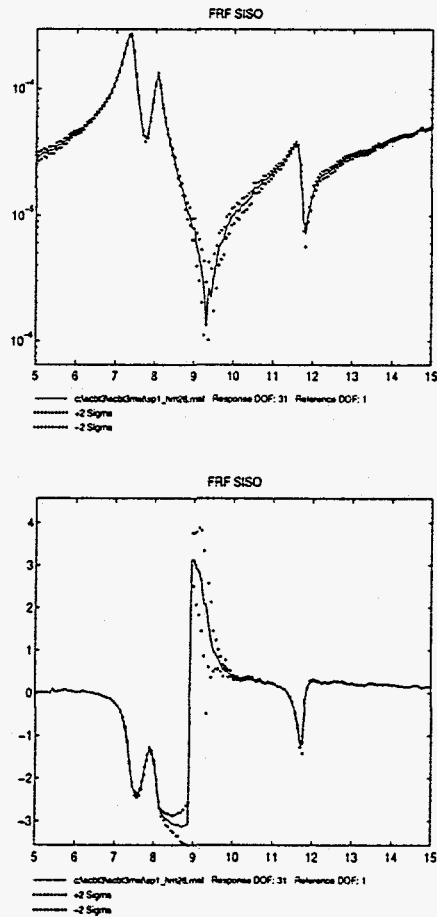 FRF SISO
10⁻⁴
10⁻⁵
10⁻⁶
5 6 7 8 9 10 11 12 13 14 15
Response DOF: 31 Reference DOF: 1
+2 Sigma
−2 Sigma
FRF SISO
4
3
2
1
0
−1
−2
−3
5 6 7 8 9 10 11 12 13 14 15
Response DOF: 31 Reference DOF: 1
+2 Sigma
−2 Sigma